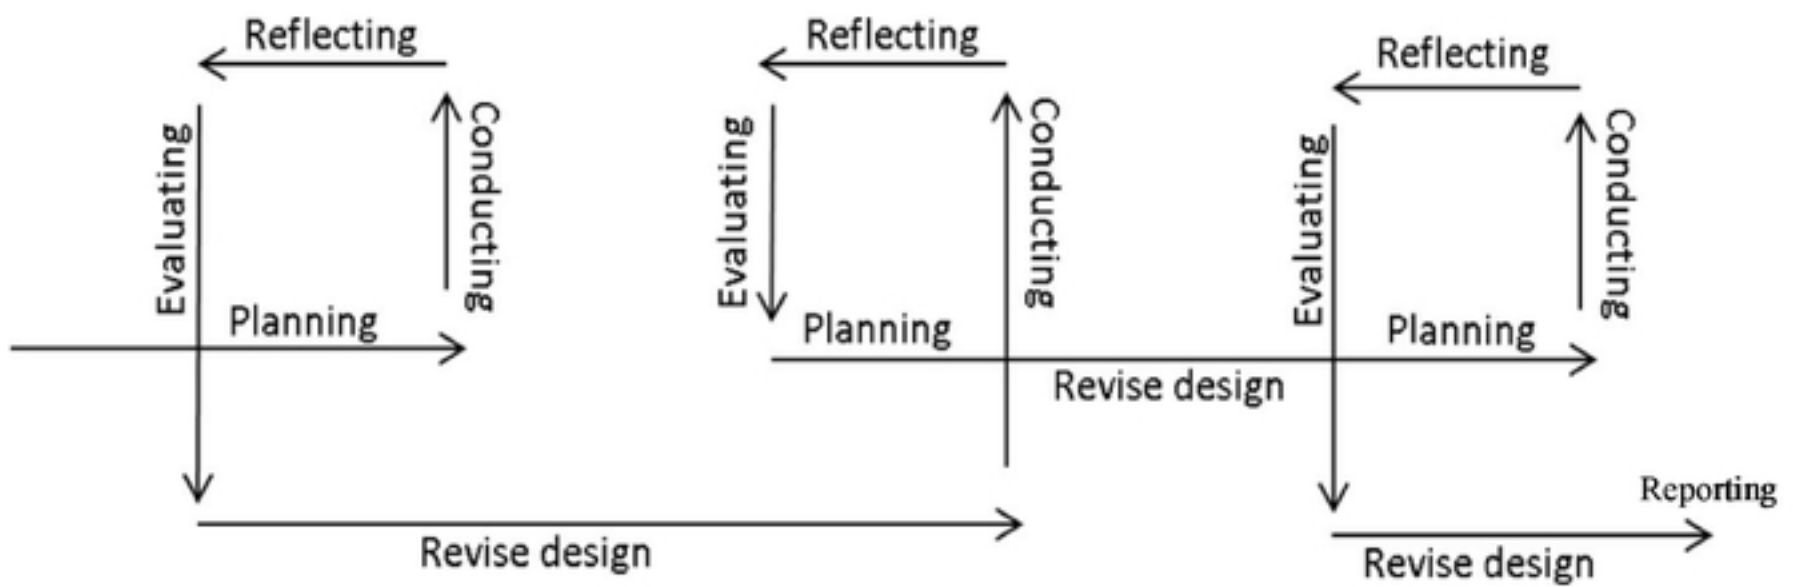 Reflecting
Evaluating
Conducting
Planning
Revise design
Reflecting
Evaluating
Conducting
Planning
Revise design
Reflecting
Evaluating
Conducting
Planning
Revise design
Reporting